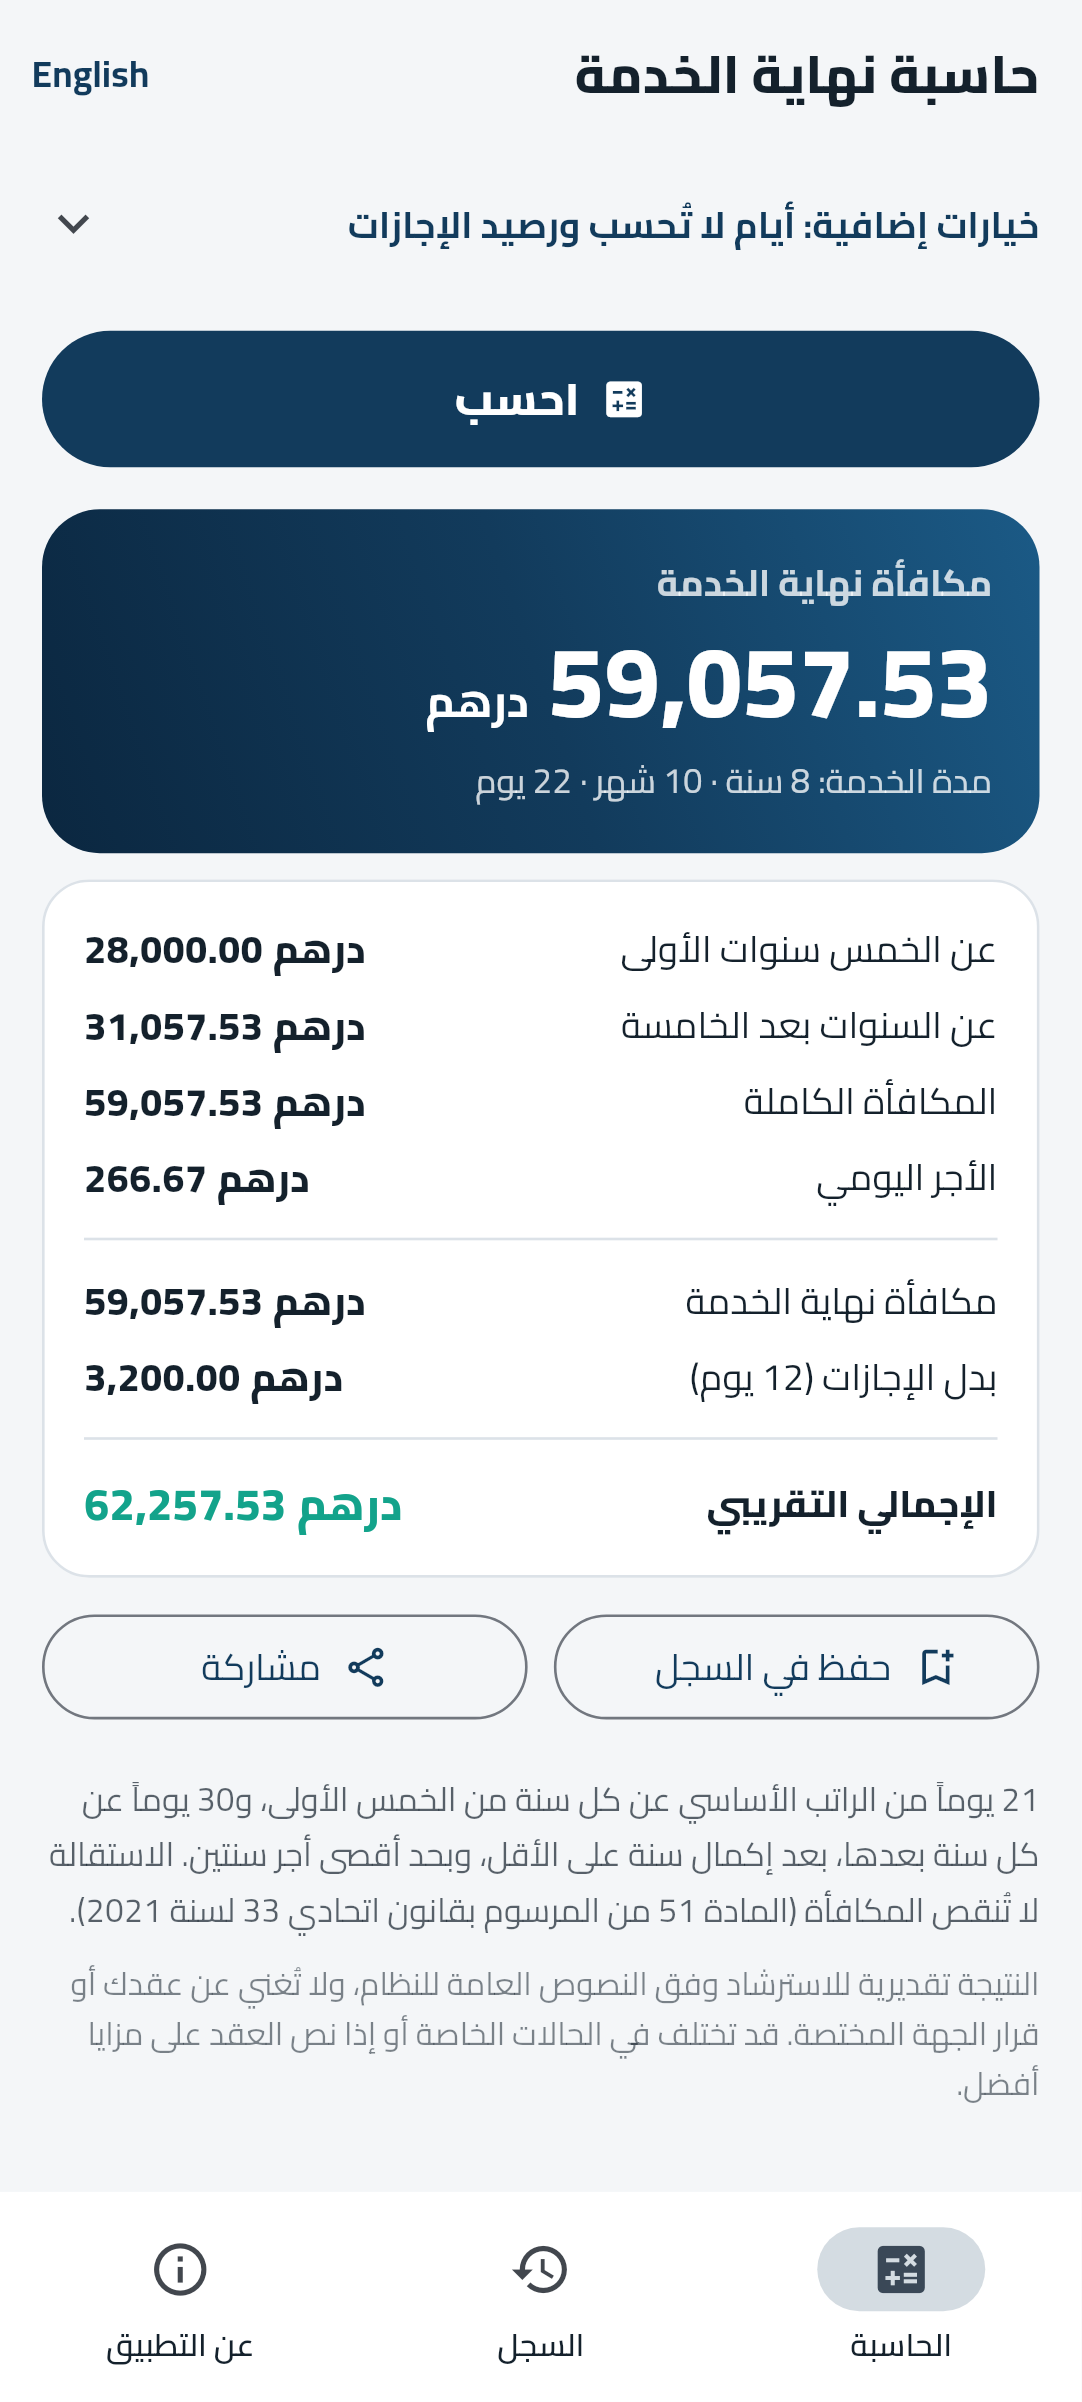 حاسبة نهاية الخدمة
English
خيارات إضافية: أيام لا تُحسب ورصيد الإجازات
احسب
مكافأة نهاية الخدمة
59,057.53 درهم
مدة الخدمة: 8 سنة · 10 شهر · 22 يوم
عن الخمس سنوات الأولى
درهم 28,000.00
عن السنوات بعد الخامسة
درهم 31,057.53
المكافأة الكاملة
درهم 59,057.53
الأجر اليومي
درهم 266.67
مكافأة نهاية الخدمة
درهم 59,057.53
بدل الإجازات (12 يوم)
درهم 3,200.00
الإجمالي التقريبي
درهم 62,257.53
حفظ في السجل
مشاركة
21 يوماً من الراتب الأساسي عن كل سنة من الخمس الأولى، و30 يوماً عن
كل سنة بعدها، بعد إكمال سنة على الأقل، وبحد أقصى أجر سنتين. الاستقالة
لا تُنقص المكافأة (المادة 51 من المرسوم بقانون اتحادي 33 لسنة 2021).
النتيجة تقديرية للاسترشاد وفق النصوص العامة للنظام، ولا تُغني عن عقدك أو
قرار الجهة المختصة. قد تختلف في الحالات الخاصة أو إذا نص العقد على مزايا
أفضل.
الحاسبة
السجل
عن التطبيق